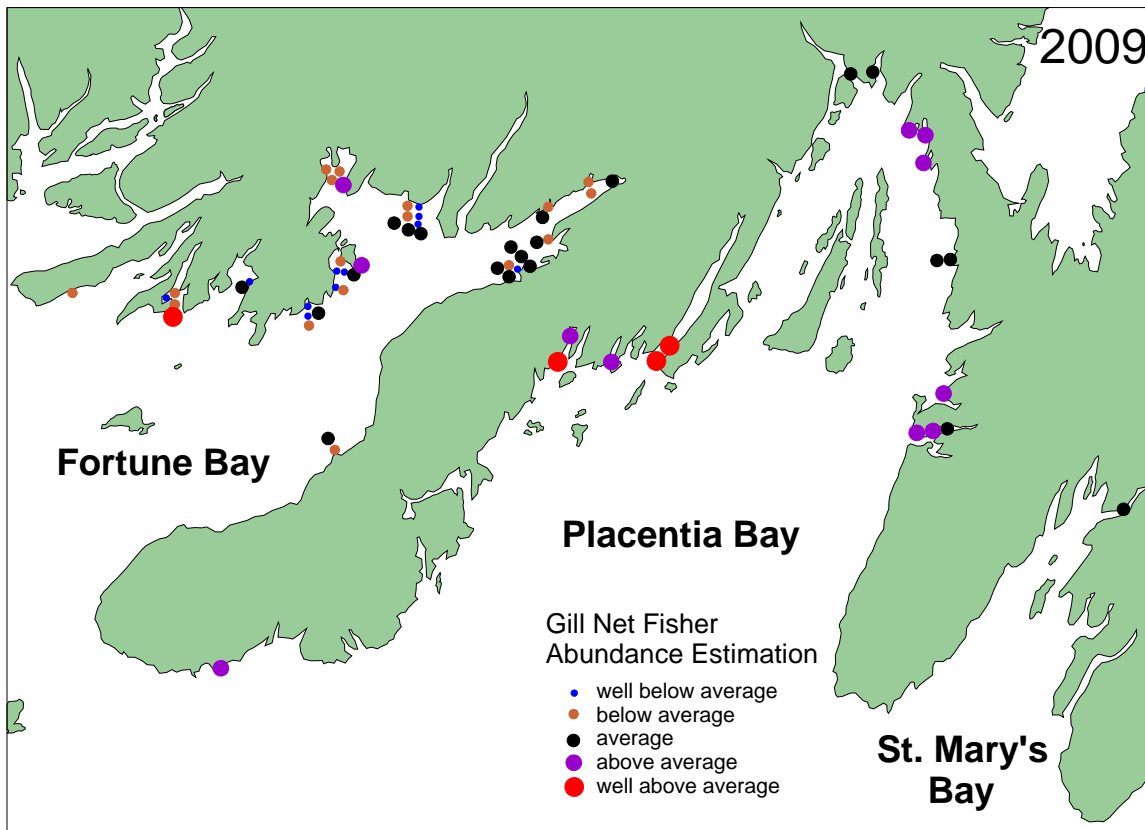 2009
Fortune Bay
Placentia Bay
Gill Net Fisher
Abundance Estimation
well below average
below average
average
above average
well above average
St. Mary's
Bay